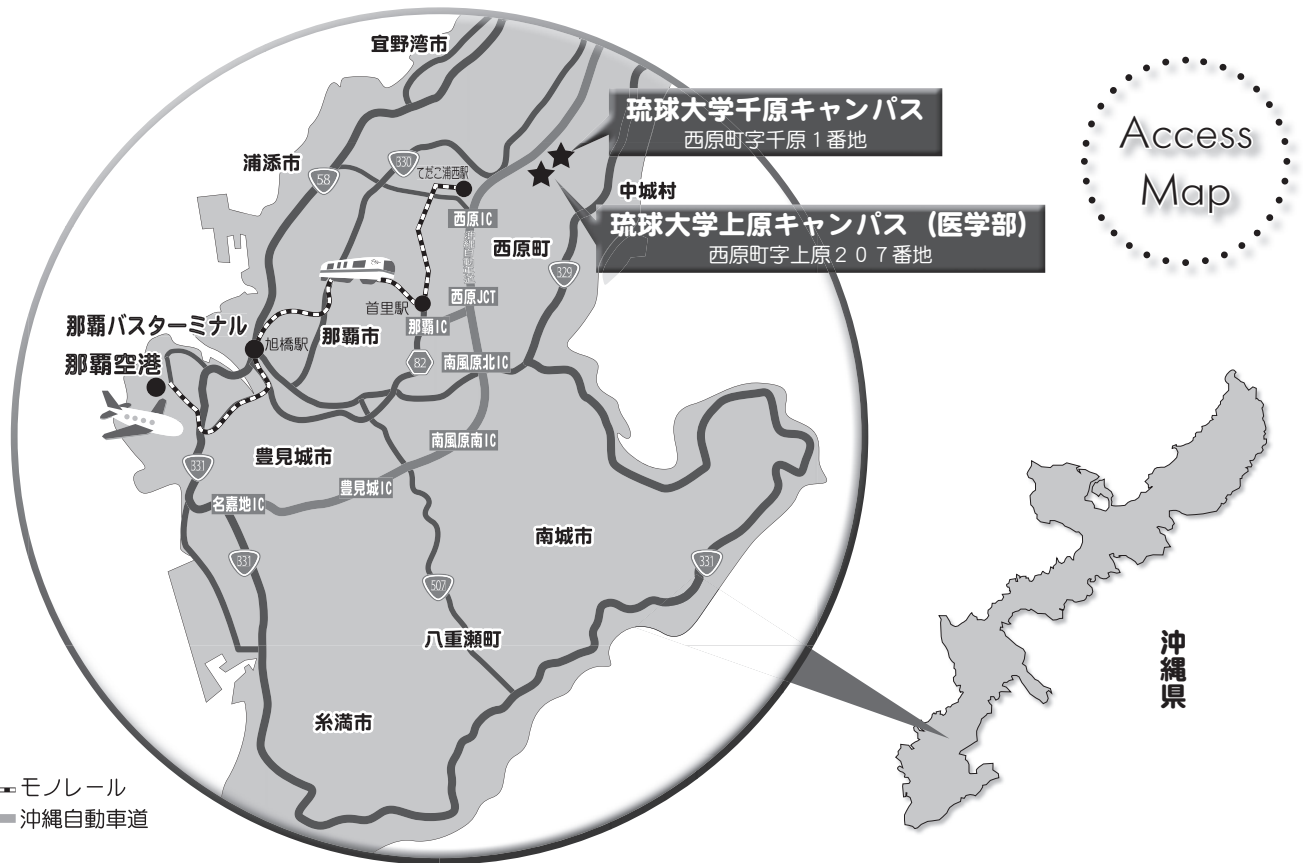 宜野湾市
琉球大学千原キャンパス
西原町字千原１番地
Access
Map
浦添市
330
てだこ浦西駅
58
中城村
西原IC
琉球大学上原キャンパス（医学部）
西原町字上原２０７番地
沖縄自動車道
西原町
329
西原JCT
首里駅
那覇バスターミナル
那覇IC
旭橋駅
那覇市
那覇空港
82
南風原北IC
南風原南IC
豊見城市
331
豊見城IC
名嘉地IC
南城市
331
331
507
八重瀬町
沖縄県
糸満市
モノレール
沖縄自動車道